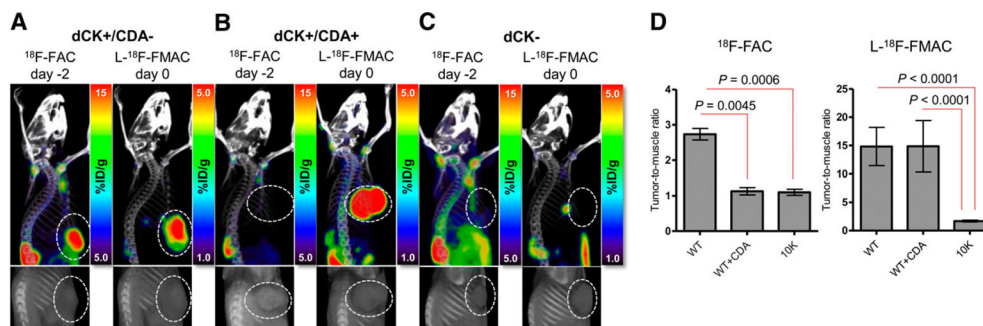 A
dCK+/CDA-
18F-FAC
day -2
L-18F-FMAC
day 0
15
%ID/g
5.0
5.0
%ID/g
1.0
B
dCK+/CDA+
18F-FAC
day -2
L-18F-FMAC
day 0
15
%ID/g
5.0
5.0
%ID/g
1.0
C
dCK-
18F-FAC
day -2
L-18F-FMAC
day 0
15
%ID/g
5.0
5.0
%ID/g
1.0
D
18F-FAC
P = 0.0006
P = 0.0045
Tumor-to-muscle ratio
4
3
2
1
0
WT
WT+CDA
10K
L-18F-FMAC
P < 0.0001
P < 0.0001
Tumor-to-muscle ratio
25
20
15
10
5
0
WT
WT+CDA
10K